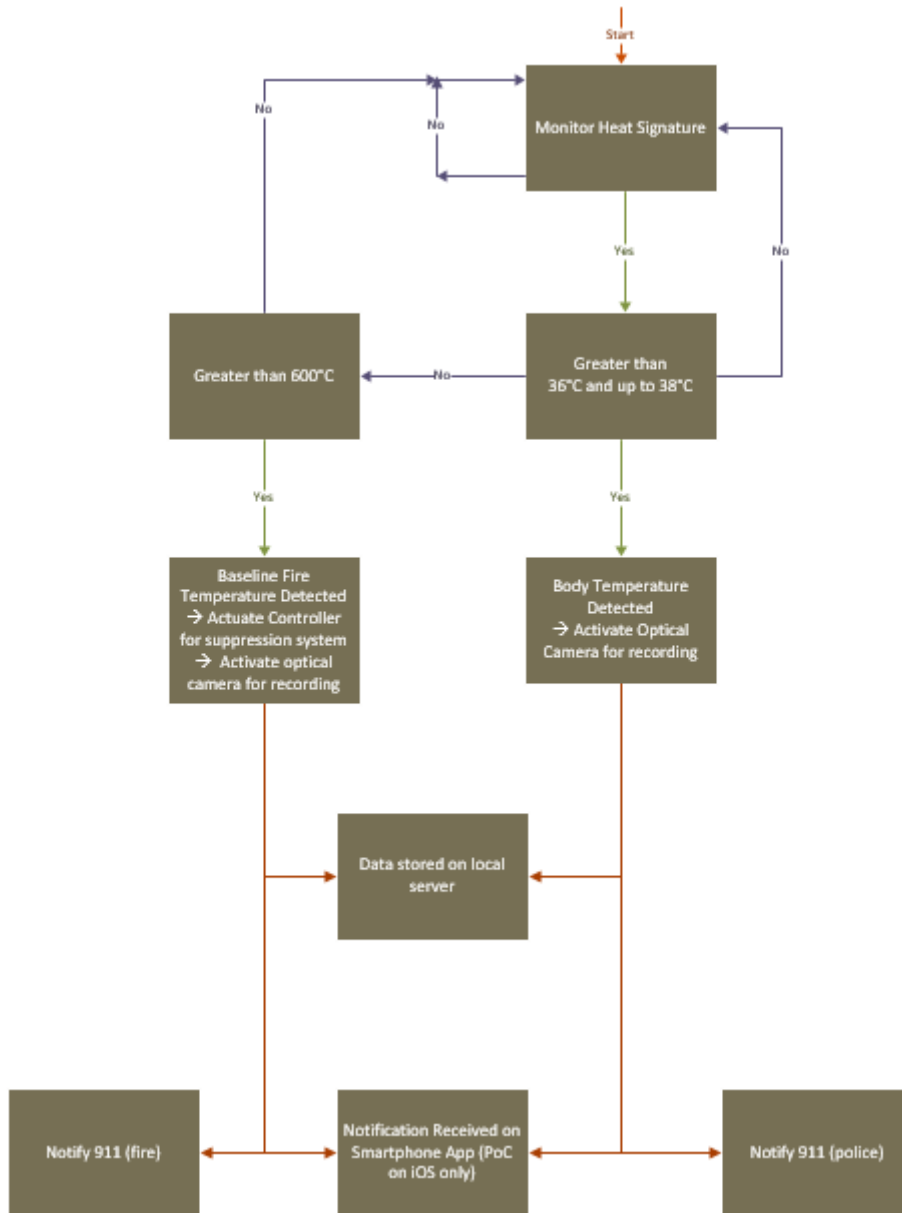 Start
No
No
Monitor Heat Signature
Yes
No
Greater than 600°C
No
Greater than
36°C and up to 38°C
Yes
Yes
Baseline Fire
Temperature Detected
→ Actuate Controller
for suppression system
→ Activate optical
camera for recording
Body Temperature
Detected
→ Activate Optical
Camera for recording
Data stored on local
server
Notify 911 (fire)
Notification Received on
Smartphone App (PoC
on iOS only)
Notify 911 (police)